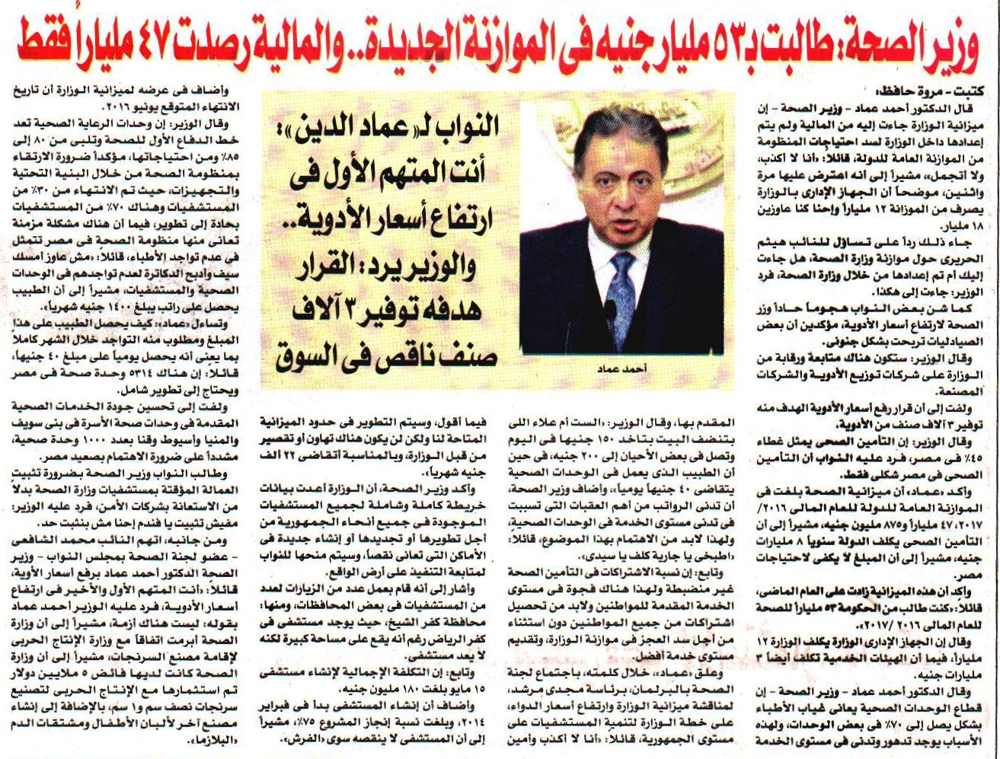 وزير الصحة: طالبت بـ٥٣ مليار جنيه فى الموازنة الجديدة.. والمالية رصدت ٤٧ ملياراً فقط
كتبت - مروة حافظ:
قال الدكتور أحمد عماد - وزير الصحة - إن
ميزانية الوزارة جاءت إليه من المالية ولم يتم
إعدادها داخل الوزارة لسد احتياجات المنظومة
من الموازنة العامة للدولة، قائلاً: «أنا لا أكذب،
ولا أتجمل»، مشيراً إلى أنه اعترض عليها مرة
واثنين، موضحاً أن الجهاز الإدارى بالوزارة
يصرف من الموزانة ١٢ ملياراً وإحنا كنا عاوزين
١٨ مليار.
جاء ذلك رداً على تساؤل للنائب هيثم
الحريرى حول موازنة وزارة الصحة، هل جاءت
إليك أم تم إعدادها من خلال وزارة الصحة، فرد
الوزير: جاءت إلى هكذا.
كما شن بعض النواب هجوماً حاداً وزر
الصحة لارتفاع أسعار الأدوية، مؤكدين أن بعض
الصيادليات تربحت بشكل جنونى.
وقال الوزير: ستكون هناك متابعة ورقابة من
الوزارة على شركات توزيع الأدوية والشركات
المصنعة.
ولفت إلى أن قرار رفع أسعار الأدوية الهدف منه
توفير ٣ آلاف صنف من الأدوية.
وقال الوزير: إن التأمين الصحى يمثل غطاء
٤٥٪ فى مصر، فرد عليه النواب أن التأمين
الصحى فى مصر شكلى فقط.
وأكد «عماد» أن ميزانية الصحة بلغت فى
الموازنة العامة للدولة للعام المالى ٢٠١٦/
٢٠١٧، ٤٧ ملياراً و٨٧٥ مليون جنيه، مشيراً إلى أن
التأمين الصحى يكلف الدولة سنوياً ٨ مليارات
جنيه، مشيراً إلى أن المبلغ لا يكفى لاحتياجات
مصر.
وأكد أن هذه الميزانية زادت على العام الماضى،
قائلاً: «كنت طالب من الحكومة ٥٣ ملياراً للصحة
للعام المالى ٢٠١٦ /٢٠١٧».
وقال إن الجهاز الإدارى الوزارة يكلف الوزارة ١٢
ملياراً، فيما أن الهيئات الخدمية تكلف أيضاً ٣
مليارات جنيه.
وقال الدكتور أحمد عماد - وزير الصحة - إن
قطاع الوحدات الصحية يعانى غياب الأطباء
بشكل يصل إلى ٧٠٪ فى بعض الوحدات، ولهذه
الأسباب يوجد تدهور وتدنى فى مستوى الخدمة
النواب لـ«عماد الدين»:
أنت المتهم الأول فى
ارتفاع أسعار الأدوية..
والوزير يرد: القرار
هدفه توفير ٣ آلاف
صنف ناقص فى السوق
أحمد عماد
المقدم بها، وقال الوزير: «الست أم علاء اللى
بتنضف البيت بتاخد ١٥٠ جنيها فى اليوم
وتصل فى بعض الأحيان إلى ٢٠٠ جنيه، فى حين
أن الطبيب الذى يعمل فى الوحدات الصحية
يتقاضى ٤٠ جنيها يومياً»، وأضاف وزير الصحة،
أن تدنى الرواتب من أهم العقبات التى تسببت
فى تدنى مستوى الخدمة فى الوحدات الصحية،
ولهذا لابد من الاهتمام بهذا الموضوع، قائلاً:
«اطبخى يا جارية كلف يا سيدى».
وتابع: إن نسبة الاشتراكات فى التأمين الصحة
غير منضبطة ولهذا هناك فجوة فى مستوى
الخدمة المقدمة للمواطنين ولابد من تحصيل
اشتراكات من جميع المواطنين دون استثناء
من أجل سد العجز فى موازنة الوزارة، وتقديم
مستوى خدمة أفضل.
وعلق «عماد»، خلال كلمته، باجتماع لجنة
الصحة بالبرلمان، برئاسة مجدى مرشد،
لمناقشة ميزانية الوزارة وارتفاع أسعار الدواء،
على خطة الوزارة لتنمية المستشفيات على
مستوى الجمهورية، قائلاً: «أنا لا أكذب وأمين
فيما أقول، وسيتم التطوير فى حدود الميزانية
المتاحة لنا ولكن لن يكون هناك تهاون أو تقصير
من قبل الوزارة، وبالمناسبة أتقاضى ٢٢ ألف
جنيه شهرياً».
وأكد وزير الصحة، أن الوزارة أعدت بيانات
خريطة كاملة وشاملة لجميع المستشفيات
الموجودة فى جميع أنحاء الجمهورية من
أجل تطويرها أو تجديدها أو إنشاء جديدة فى
الأماكن التى تعانى نقصاً، وسيتم منحها للنواب
لمتابعة التنفيذ على أرض الواقع.
وأشار إلى أنه قام بعمل عدد من الزيارات لعدد
من المستشفيات فى بعض المحافظات، ومنها:
محافظة كفر الشيخ، حيث يوجد مستشفى فى
كفر الرياض رغم أنه يقع على مساحة كبيرة لكنه
لا يعد مستشفى.
وتابع: إن التكلفة الإجمالية لإنشاء مستشفى
١٥ مايو بلغت ١٨٠ مليون جنيه.
وأضاف أن إنشاء المستشفى بدأ فى فبراير
٢٠١٤، وبلغت نسبة إنجاز المشروع ٧٥٪، مشيراً
إلى أن المستشفى لا ينقصه سوى «الفرش».
وأضاف فى عرضه لميزانية الوزارة أن تاريخ
الانتهاء المتوقع يونيو ٢٠١٦.
وقال الوزير: إن وحدات الرعاية الصحية تعد
خط الدفاع الأول للصحة وتلبى من ٨٠ إلى
٨٥٪ ومن احتياجاتها، مؤكداً ضرورة الارتقاء
بمنظومة الصحة من خلال البنية التحتية
والتجهيزات، حيث تم الانتهاء من ٣٠٪ من
المستشفيات وهناك ٧٠٪ من المستشفيات
بحادة إلى تطوير، فيما أن هناك مشكلة مزمنة
تعانى منها منظومة الصحة فى مصر تتمثل
فى عدم تواجد الأطباء، قائلاً: «مش عاوز أمسك
سيف وأدبح الدكاترة لعدم تواجدهم فى الوحدات
الصحية والمستشفيات، مشيراً إلى أن الطبيب
يحصل على راتب يبلغ ١٤٠٠ جنيه شهرياً».
وتساءل «عماد»: كيف يحصل الطبيب على هذا
المبلغ ومطلوب منه التواجد خلال الشهر كاملاً
بما يعنى أنه يحصل يومياً على مبلغ ٤٠ جنيها،
قائلاً: إن هناك ٥٣١٤ وحدة صحة فى مصر
ويحتاج إلى تطوير شامل.
ولفت إلى تحسين جودة الخدمات الصحية
المقدمة فى وحدات صحة الأسرة فى بنى سويف
والمنيا وأسيوط وقنا بعدد ١٠٠٠ وحدة صحية،
مشدداً على ضرورة الاهتمام بصعيد مصر.
وطالب النواب وزير الصحة بضرورة تثبيت
العمالة المؤقتة بمستشفيات وزارة الصحة بدلاً
من الاستعانة بشركات الأمن، فرد عليه الوزير:
مفيش تثبيت يا فندم إحنا مش بنثبت حد.
ومن جانبه، اتهم النائب محمد الشافعى
- عضو لجنة الصحة بمجلس النواب - وزير
الصحة الدكتور أحمد عماد برفع أسعار الأوية،
قائلاً: «أنت المتهم الأول والأخير فى ارتفاع
أسعار الأدوية»، فرد عليه الوزير أحمد عماد
بقوله: ليست هناك أزمة، مشيراً إلى أن وزارة
الصحة أبرمت اتفاقاً مع وزارة الإنتاج الحربى
لإقامة مصنع السرنجات، مشيراً إلى أن وزارة
الصحة كانت لديها فائض ٥ ملايين دولار
تم استثمارها مع الإنتاج الحربى لتصنيع
سرنجات نصف سم و١ سم، بالإضافة إلى إنشاء
مصنع آخر لألبان الأطفال ومشتقات الدم
«البلازما».